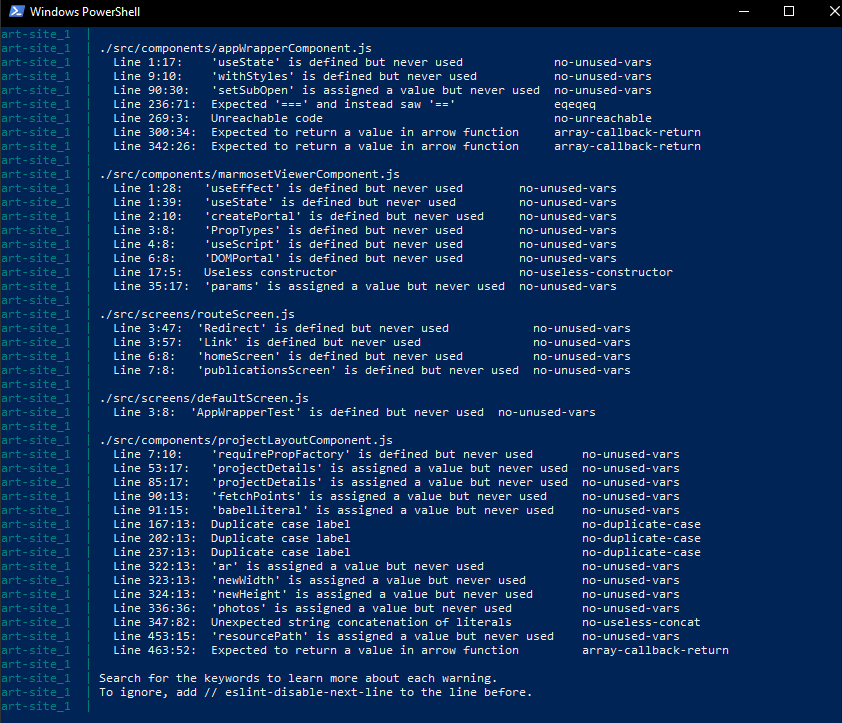 Windows PowerShell
art-site_1 |
art-site_1 | ./src/components/appWrapperComponent.js
art-site_1 | Line 1:17: 'useState' is defined but never used no-unused-vars
art-site_1 | Line 9:10: 'withStyles' is defined but never used no-unused-vars
art-site_1 | Line 90:30: 'setSubOpen' is assigned a value but never used no-unused-vars
art-site_1 | Line 236:71: Expected '===' and instead saw '==' eqeqeq
art-site_1 | Line 269:3: Unreachable code no-unreachable
art-site_1 | Line 300:34: Expected to return a value in arrow function array-callback-return
art-site_1 | Line 342:26: Expected to return a value in arrow function array-callback-return
art-site_1 |
art-site_1 | ./src/components/marmosetViewerComponent.js
art-site_1 | Line 1:28: 'useEffect' is defined but never used no-unused-vars
art-site_1 | Line 1:39: 'useState' is defined but never used no-unused-vars
art-site_1 | Line 2:10: 'createPortal' is defined but never used no-unused-vars
art-site_1 | Line 3:8: 'PropTypes' is defined but never used no-unused-vars
art-site_1 | Line 4:8: 'useScript' is defined but never used no-unused-vars
art-site_1 | Line 6:8: 'DOMPortal' is defined but never used no-unused-vars
art-site_1 | Line 17:5: Useless constructor no-useless-constructor
art-site_1 | Line 35:17: 'params' is assigned a value but never used no-unused-vars
art-site_1 |
art-site_1 | ./src/screens/routeScreen.js
art-site_1 | Line 3:47: 'Redirect' is defined but never used no-unused-vars
art-site_1 | Line 3:57: 'Link' is defined but never used no-unused-vars
art-site_1 | Line 6:8: 'homeScreen' is defined but never used no-unused-vars
art-site_1 | Line 7:8: 'publicationsScreen' is defined but never used no-unused-vars
art-site_1 |
art-site_1 | ./src/screens/defaultScreen.js
art-site_1 | Line 3:8: 'AppWrapperTest' is defined but never used no-unused-vars
art-site_1 |
art-site_1 | ./src/components/projectLayoutComponent.js
art-site_1 | Line 7:10: 'requirePropFactory' is defined but never used no-unused-vars
art-site_1 | Line 53:17: 'projectDetails' is assigned a value but never used no-unused-vars
art-site_1 | Line 85:17: 'projectDetails' is assigned a value but never used no-unused-vars
art-site_1 | Line 90:13: 'fetchPoints' is assigned a value but never used no-unused-vars
art-site_1 | Line 91:15: 'babelLiteral' is assigned a value but never used no-unused-vars
art-site_1 | Line 167:13: Duplicate case label no-duplicate-case
art-site_1 | Line 202:13: Duplicate case label no-duplicate-case
art-site_1 | Line 237:13: Duplicate case label no-duplicate-case
art-site_1 | Line 322:13: 'ar' is assigned a value but never used no-unused-vars
art-site_1 | Line 323:13: 'newWidth' is assigned a value but never used no-unused-vars
art-site_1 | Line 324:13: 'newHeight' is assigned a value but never used no-unused-vars
art-site_1 | Line 336:36: 'photos' is assigned a value but never used no-unused-vars
art-site_1 | Line 347:82: Unexpected string concatenation of literals no-useless-concat
art-site_1 | Line 453:15: 'resourcePath' is assigned a value but never used no-unused-vars
art-site_1 | Line 463:52: Expected to return a value in arrow function array-callback-return
art-site_1 |
art-site_1 | Search for the keywords to learn more about each warning.
art-site_1 | To ignore, add // eslint-disable-next-line to the line before.
art-site_1 |